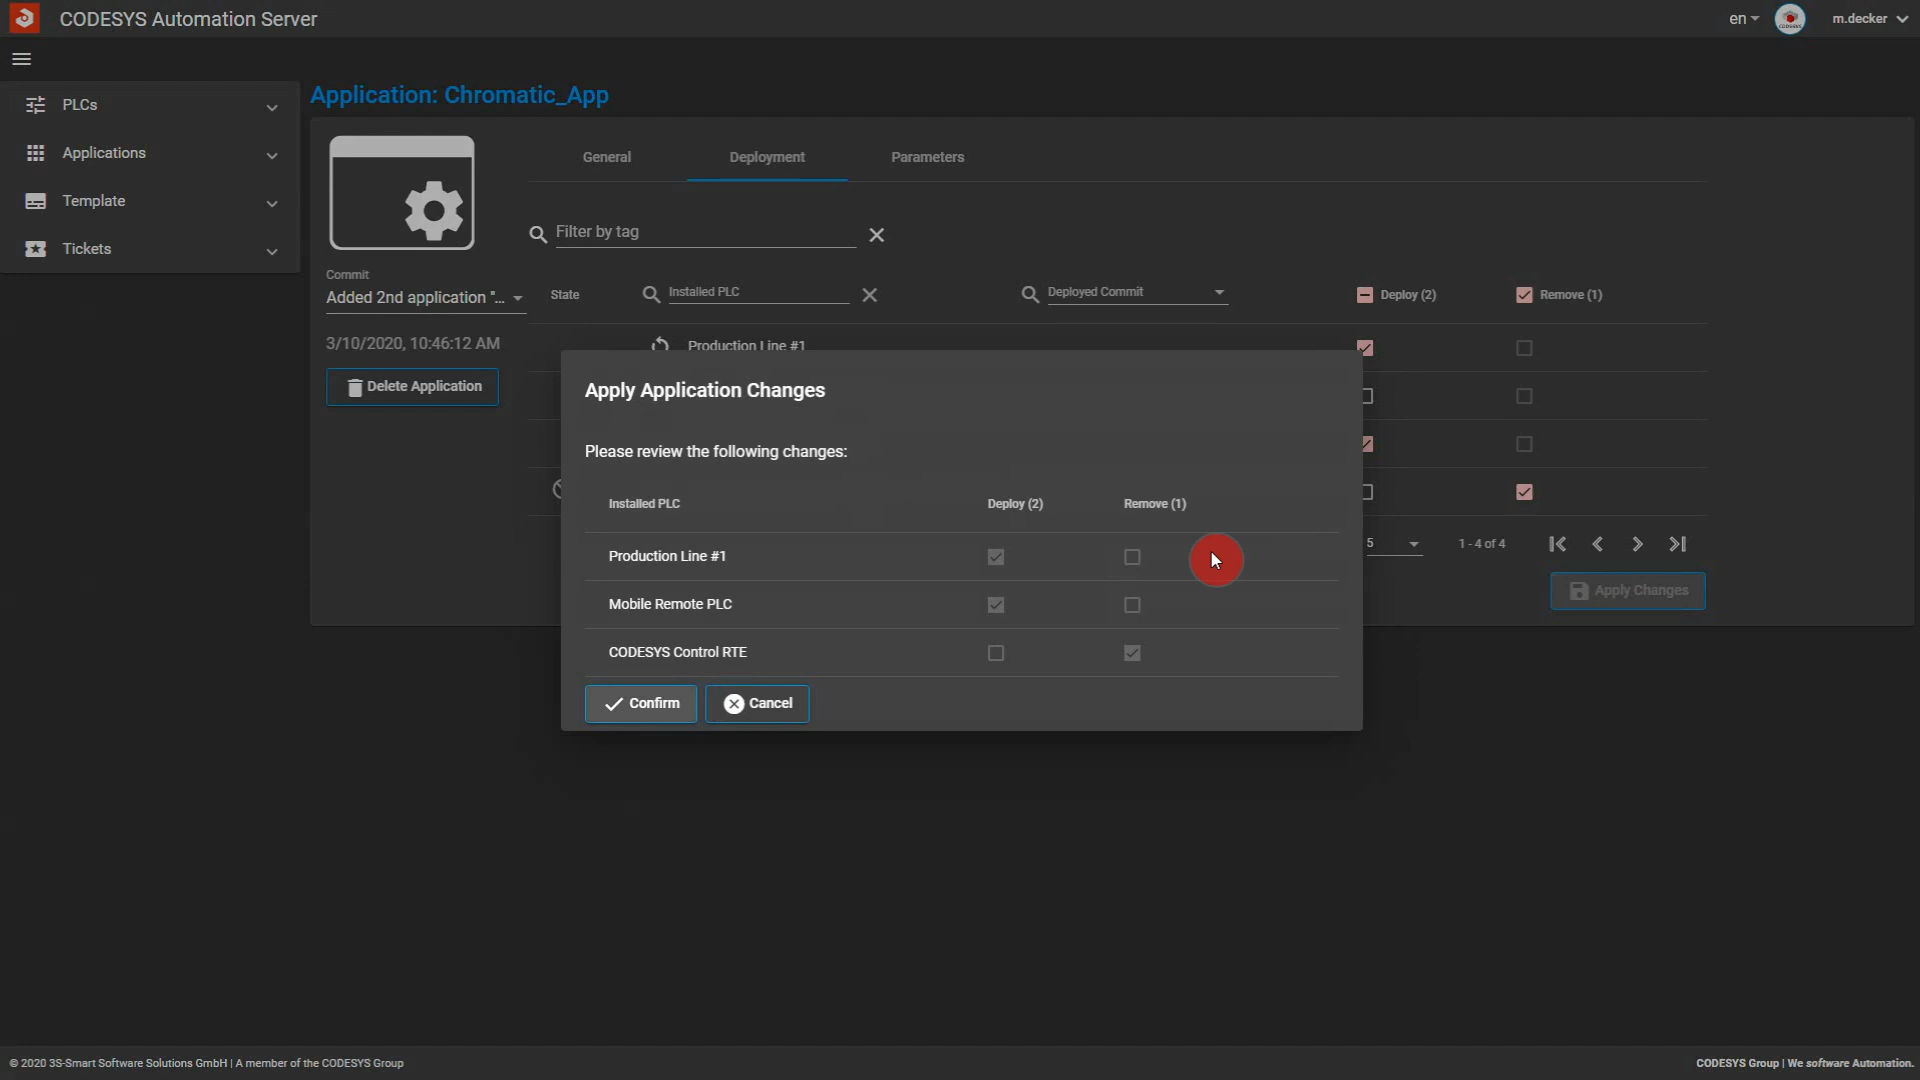 CODESYS Automation Server
en
m.decker
PLCs
Applications
Template
Tickets
Application: Chromatic_App
General
Deployment
Parameters
Filter by tag
Commit
Added 2nd application "...
3/10/2020, 10:46:12 AM
Delete Application
State
Installed PLC
Deployed Commit
Deploy (2)
Remove (1)
Production Line #1
Apply Application Changes
Please review the following changes:
Installed PLC
Deploy (2)
Remove (1)
Production Line #1
Mobile Remote PLC
CODESYS Control RTE
Confirm
Cancel
5
1 - 4 of 4
Apply Changes
© 2020 3S-Smart Software Solutions GmbH | A member of the CODESYS Group
CODESYS Group | We software Automation.